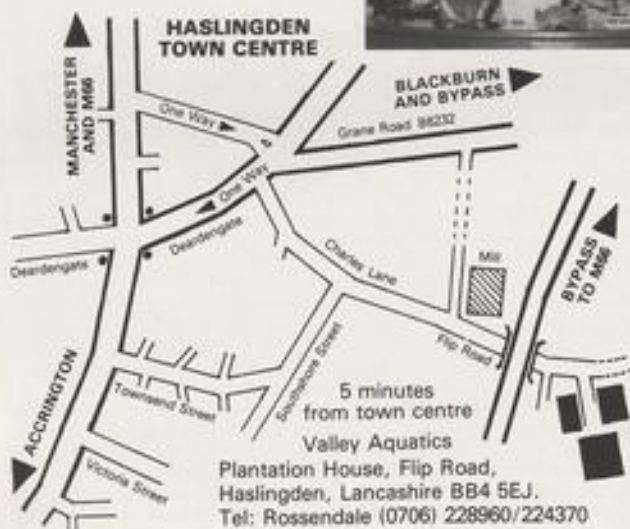 HASLINGDEN
TOWN CENTRE
MANCHESTER
AND M66
BLACKBURN
AND BYPASS
One Way
Grane Road B6232
One Way
Deardengate
Deardengate
Charles Lane
Mill
BYPASS
TO M66
Flip Road
Southshore Street
ACCRINGTON
Townsend Street
Victoria Street
5 minutes
from town centre
Valley Aquatics
Plantation House, Flip Road,
Haslingden, Lancashire BB4 5EJ.
Tel: Rossendale (0706) 228960/224370